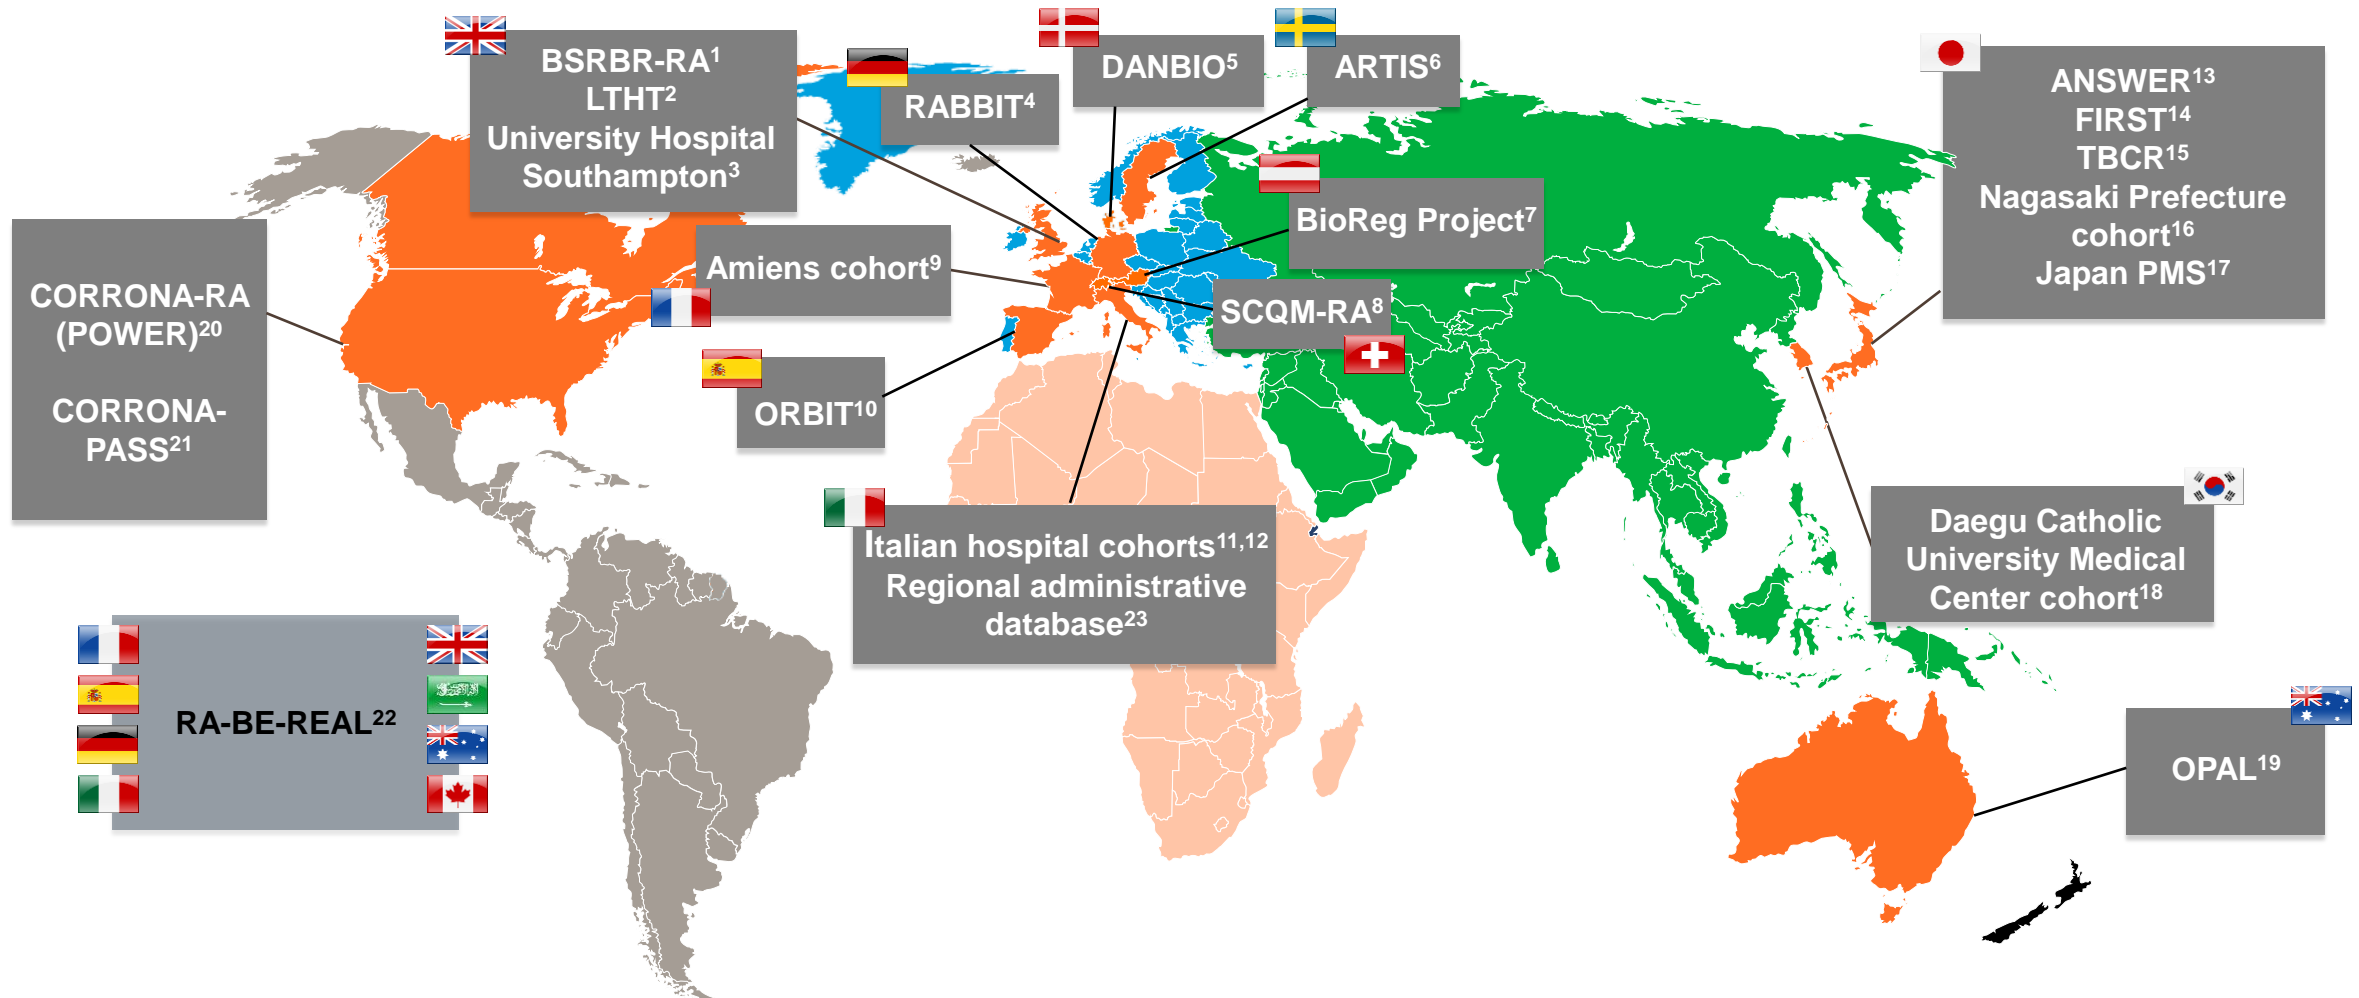 BSRBR-RA¹
LTHT²
University Hospital
Southampton³
RABBIT⁴
DANBIO⁵
ARTIS⁶
ANSWER¹³
FIRST¹⁴
TBCR¹⁵
Nagasaki Prefecture
cohort¹⁶
Japan PMS¹⁷
BioReg Project⁷
Amiens cohort⁹
SCQM-RA⁸
CORRONA-RA
(POWER)²⁰
CORRONA-
PASS²¹
ORBIT¹⁰
Italian hospital cohorts¹¹,¹²
Regional administrative
database²³
Daegu Catholic
University Medical
Center cohort¹⁸
RA-BE-REAL²²
OPAL¹⁹